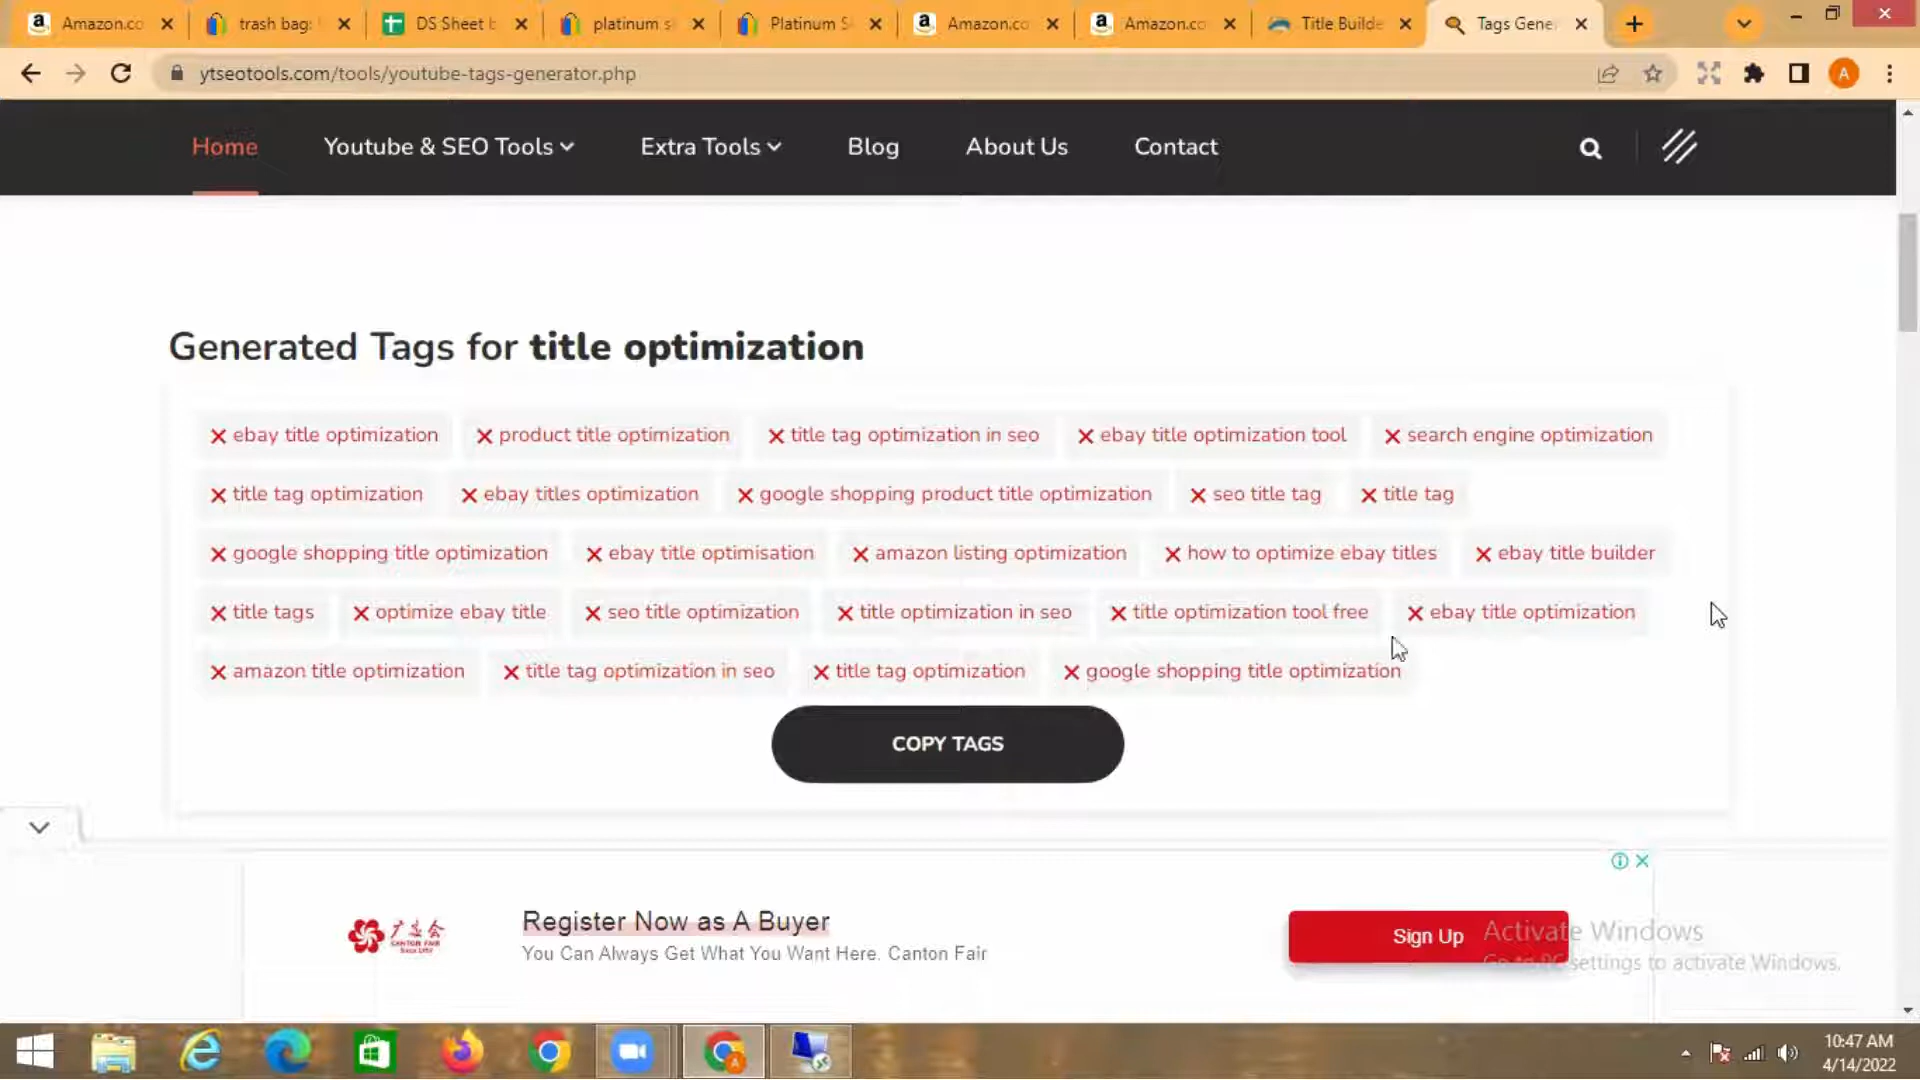 Amazon.co
trash bag:
DS Sheet b
platinum s
Platinum S
Amazon.co
Amazon.co
Title Builde
Tags Gene
ytseotools.com/tools/youtube-tags-generator.php
A
Home
Youtube & SEO Tools
Extra Tools
Blog
About Us
Contact
Generated Tags for title optimization
ebay title optimization
product title optimization
title tag optimization in seo
ebay title optimization tool
search engine optimization
title tag optimization
ebay titles optimization
google shopping product title optimization
seo title tag
title tag
google shopping title optimization
ebay title optimisation
amazon listing optimization
how to optimize ebay titles
ebay title builder
title tags
optimize ebay title
seo title optimization
title optimization in seo
title optimization tool free
ebay title optimization
amazon title optimization
title tag optimization in seo
title tag optimization
google shopping title optimization
COPY TAGS
Register Now as A Buyer
You Can Always Get What You Want Here. Canton Fair
CANTON FAIR
Sign Up
Activate Windows
Go to PC settings to activate Windows.
10:47 AM
4/14/2022